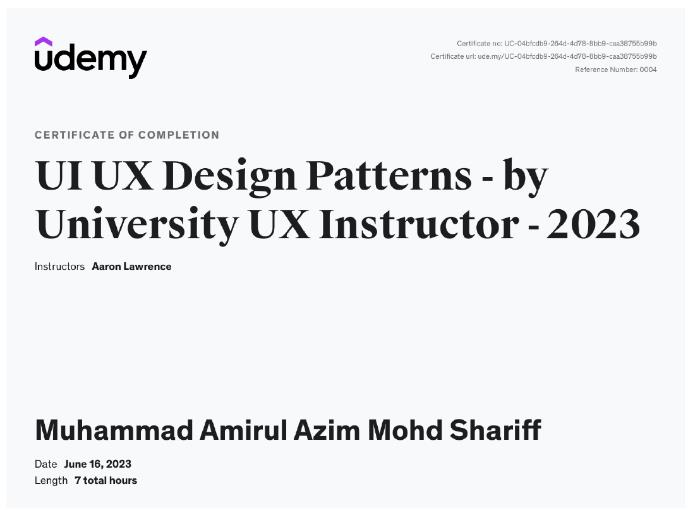 udemy
Certificate no: UC-04bfcdb9-264d-4d78-8bb9-caa38755b99b
Certificate url: ude.my/UC-04bfcdb9-264d-4d78-8bb9-caa38755b99b
Reference Number: 0004
CERTIFICATE OF COMPLETION
UI UX Design Patterns - by
University UX Instructor - 2023
Instructors Aaron Lawrence
Muhammad Amirul Azim Mohd Shariff
Date June 16, 2023
Length 7 total hours